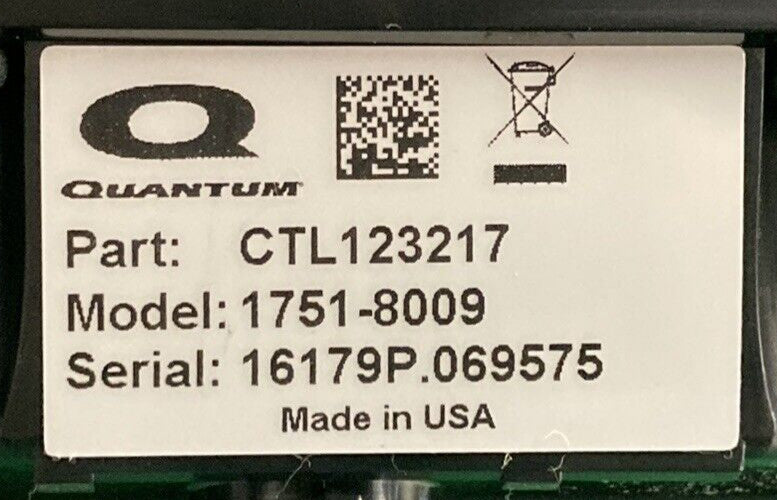 QUANTUM
Part: CTL123217
Model: 1751-8009
Serial: 16179P.069575
Made in USA